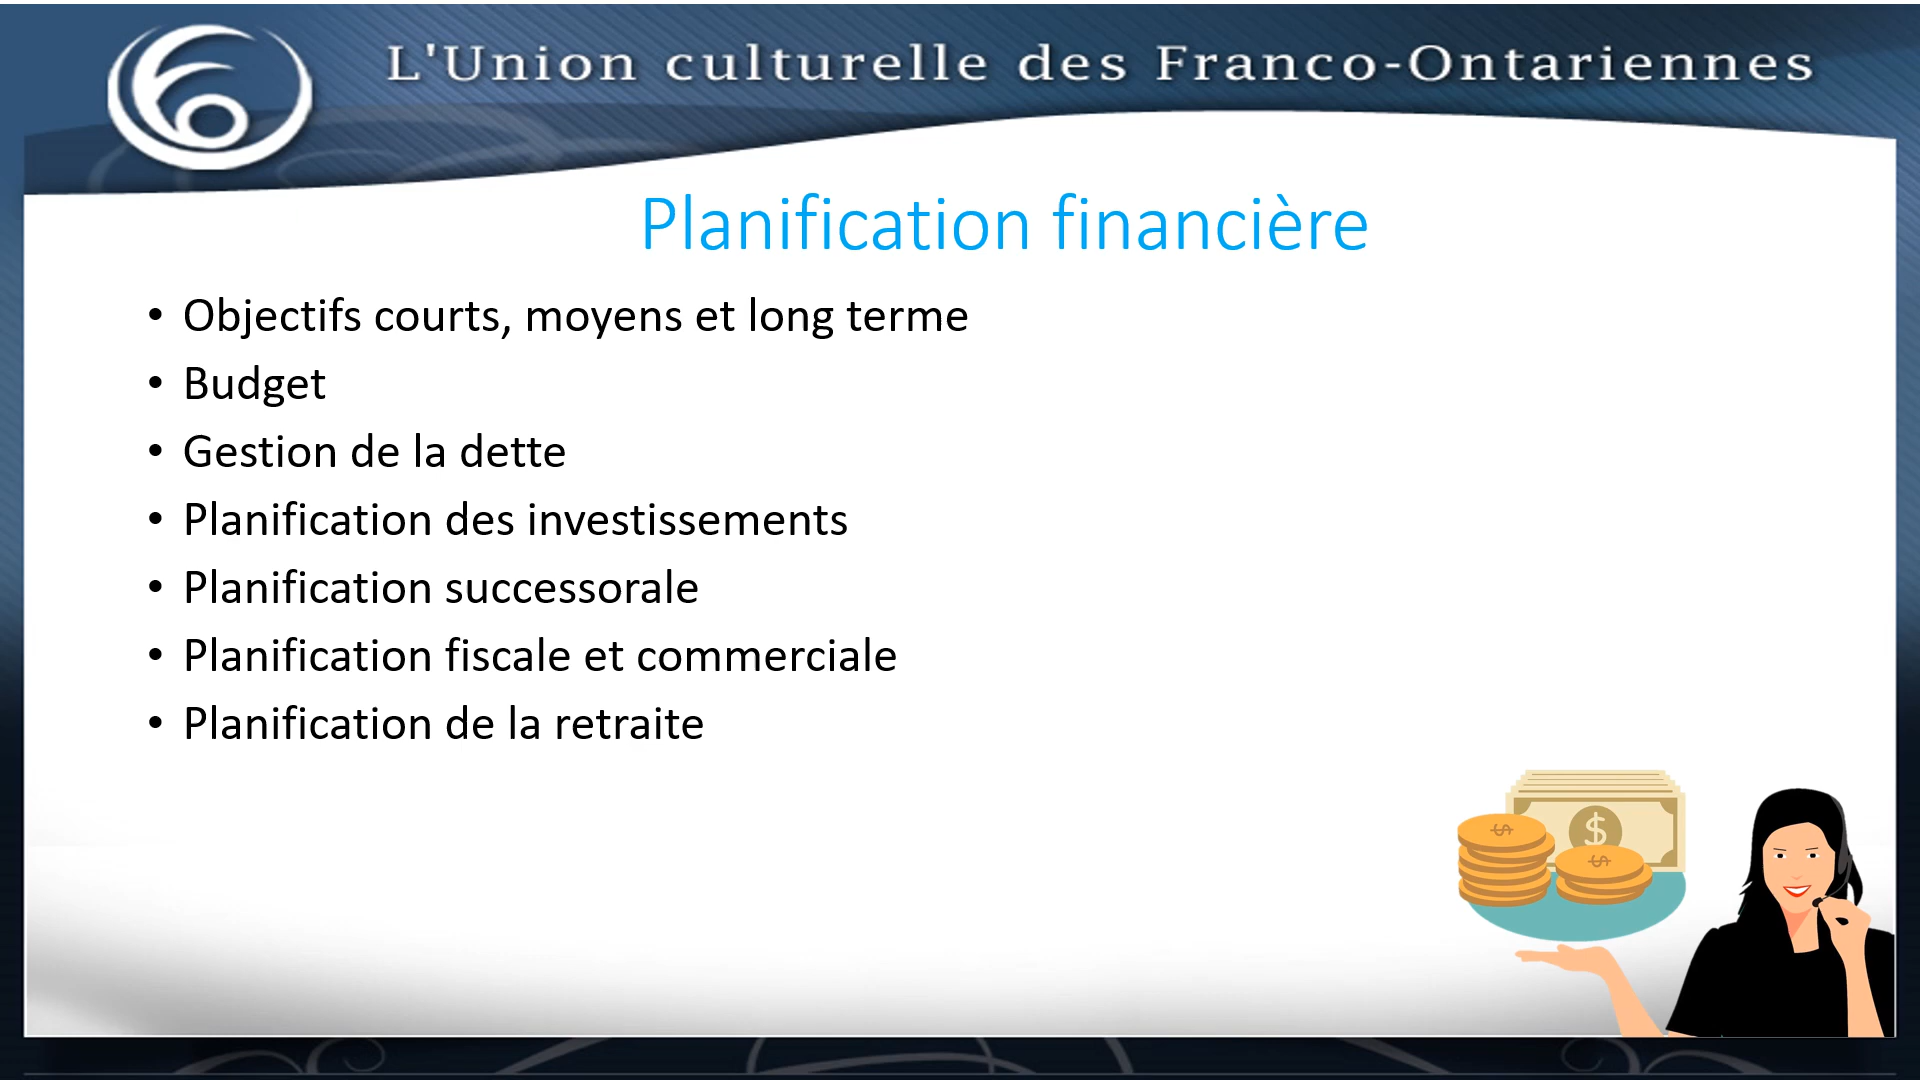 L'Union culturelle des Franco-Ontariennes
Planification financière
• Objectifs courts, moyens et long terme
• Budget
• Gestion de la dette
• Planification des investissements
• Planification successorale
• Planification fiscale et commerciale
• Planification de la retraite
$
$
$